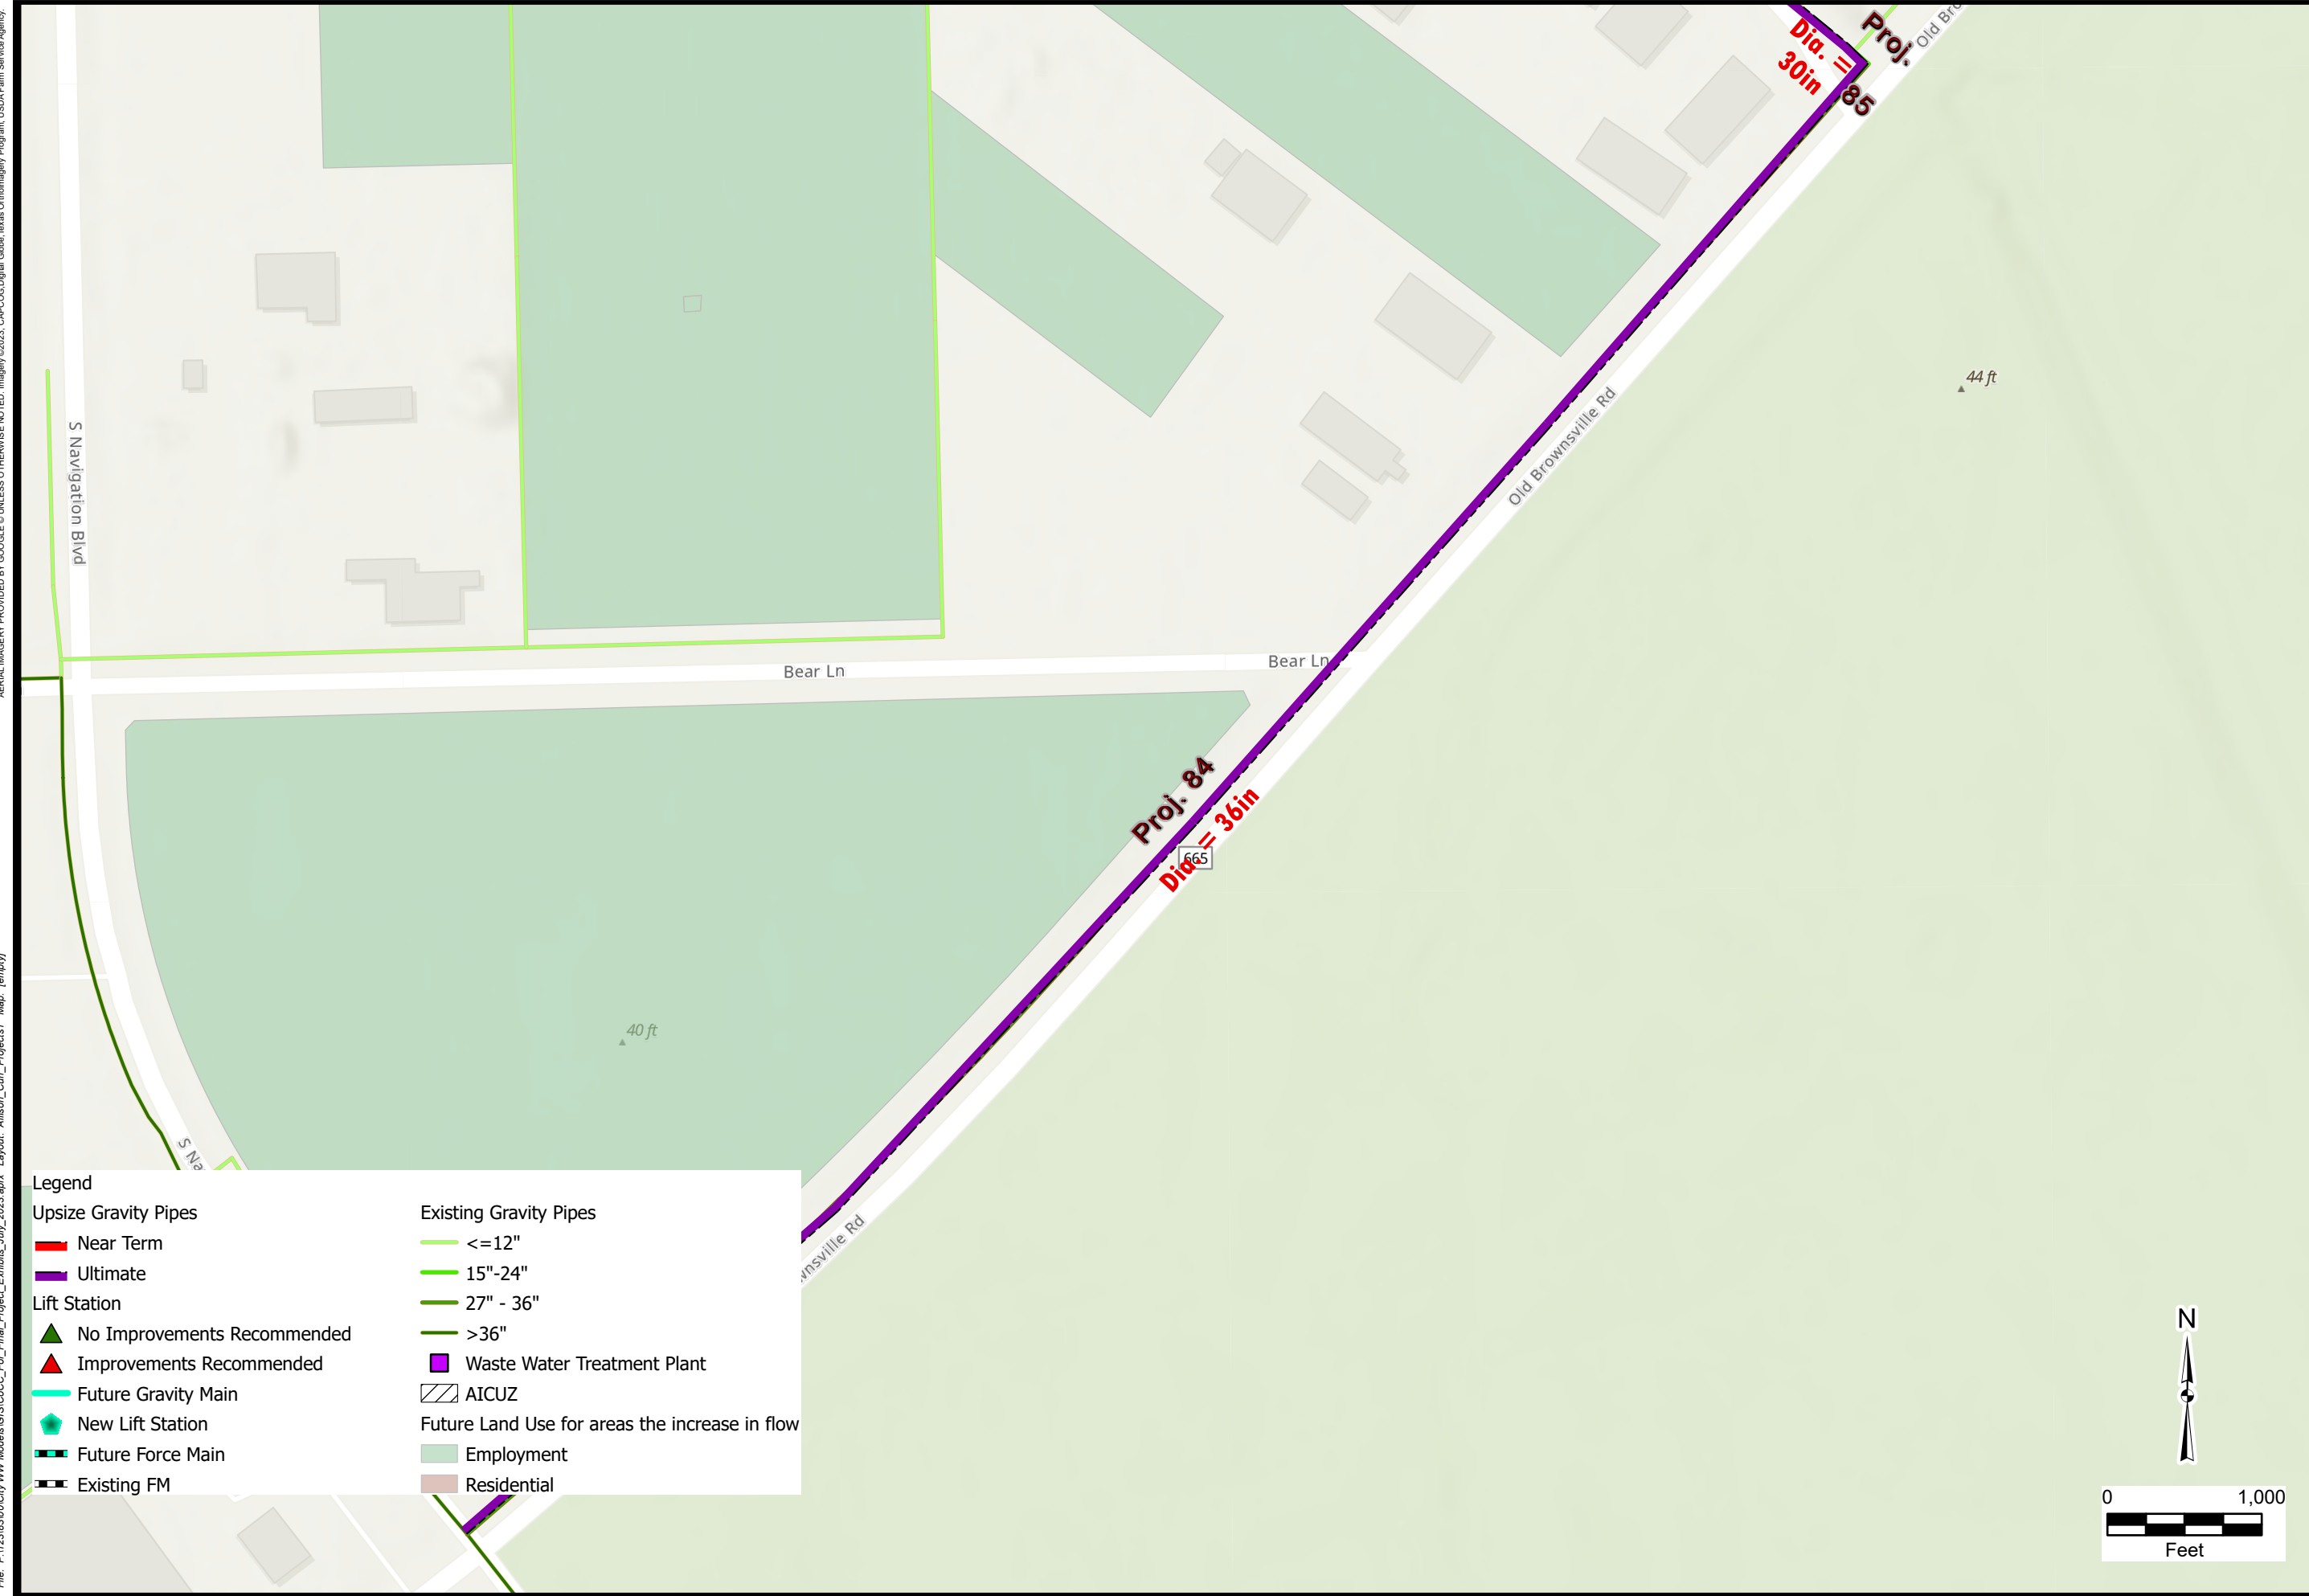 Proj.
85
Dia. =
30in
Old Bro
44 ft
Old Brownsville Rd
S Navigation Blvd
Bear Ln
Bear Ln
Proj. 84
Dia. = 36in
665
40 ft
S Na
wnsville Rd
Legend
Upsize Gravity Pipes
Near Term
Ultimate
Lift Station
No Improvements Recommended
Improvements Recommended
Future Gravity Main
New Lift Station
Future Force Main
Existing FM
Existing Gravity Pipes
<=12"
15"-24"
27" - 36"
>36"
Waste Water Treatment Plant
AICUZ
Future Land Use for areas the increase in flow
Employment
Residential
N
0 1,000
Feet